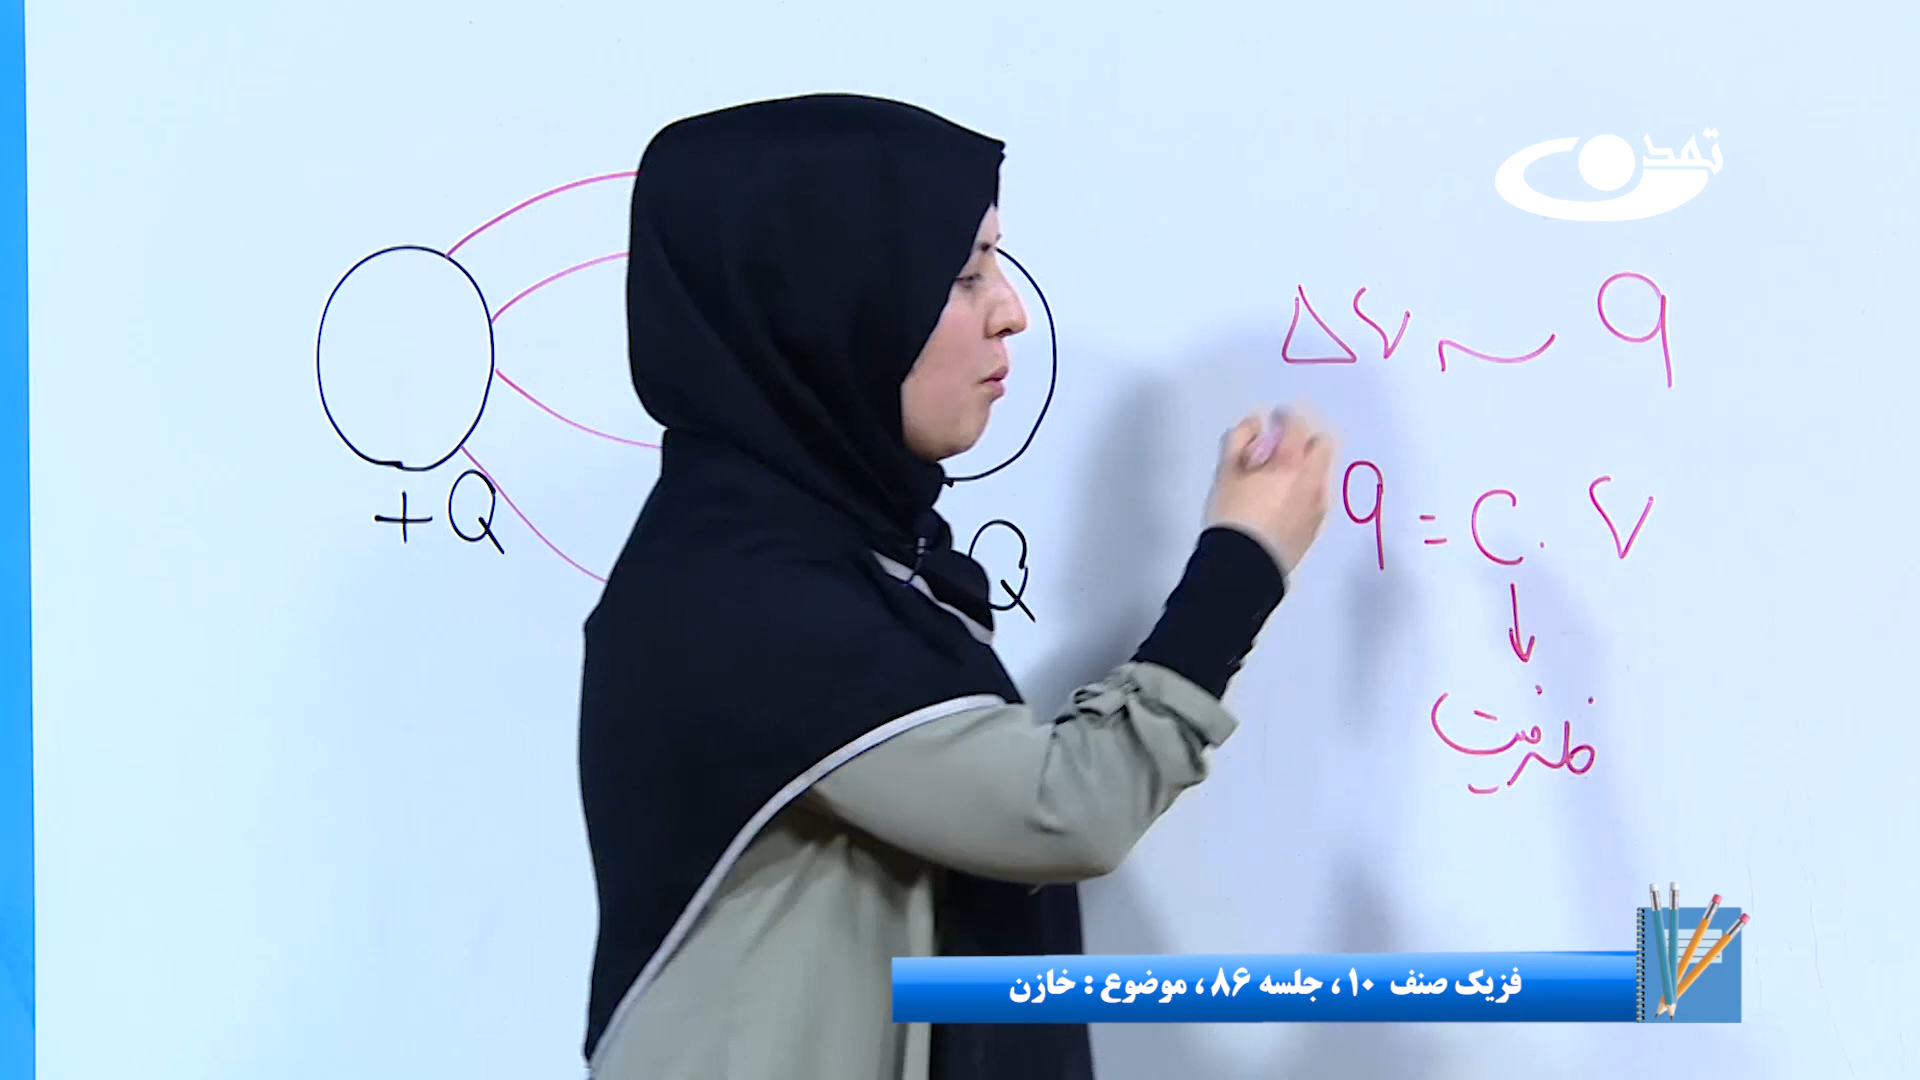 تمدن
ΔV ~ q
q = C . V
ظرفیت
+Q
Q
فزیک صنف ۱۰ ، جلسه ۸۶ ، موضوع : خازن